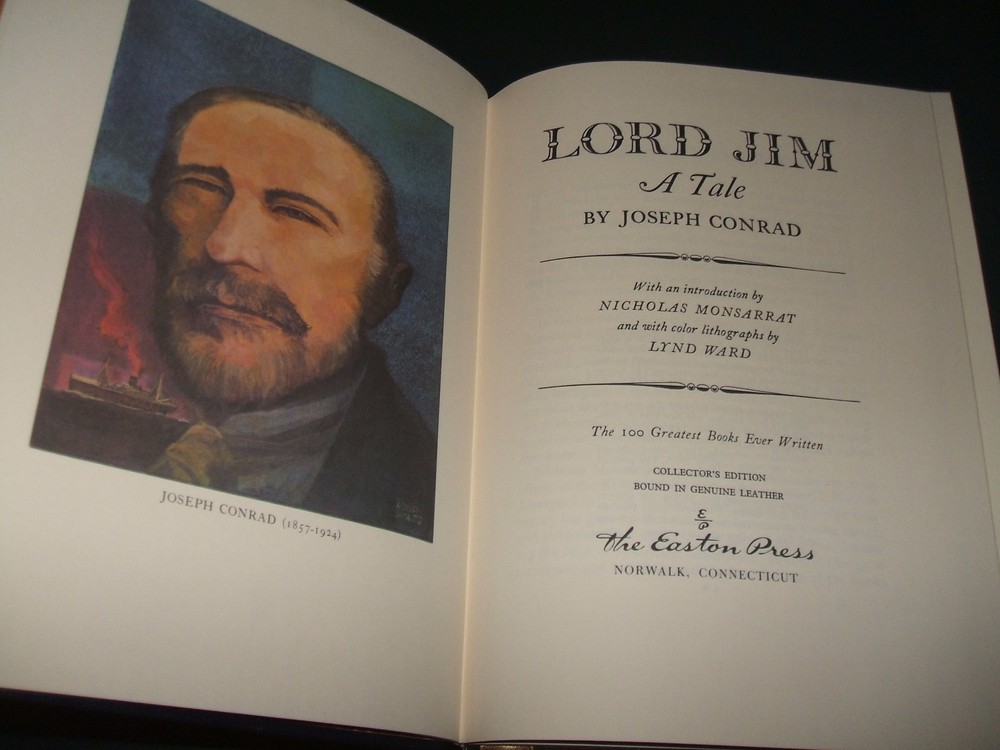 JOSEPH CONRAD (1857-1924)
LORD JIM
A Tale
BY JOSEPH CONRAD
With an introduction by
NICHOLAS MONSARRAT
and with color lithographs by
LYND WARD
The 100 Greatest Books Ever Written
COLLECTOR'S EDITION
BOUND IN GENUINE LEATHER
E
P
The Easton Press
NORWALK, CONNECTICUT